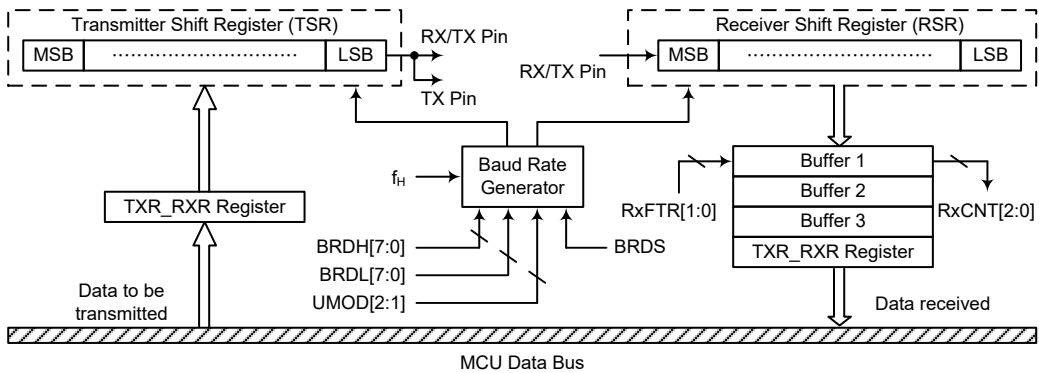 Transmitter Shift Register (TSR)
MSB
LSB
RX/TX Pin
TX Pin
Receiver Shift Register (RSR)
RX/TX Pin
MSB
LSB
Baud Rate
Generator
fH
BRDH[7:0]
BRDL[7:0]
UMOD[2:1]
BRDS
TXR_RXR Register
Data to be
transmitted
Buffer 1
Buffer 2
Buffer 3
TXR_RXR Register
RxFTR[1:0]
RxCNT[2:0]
Data received
MCU Data Bus